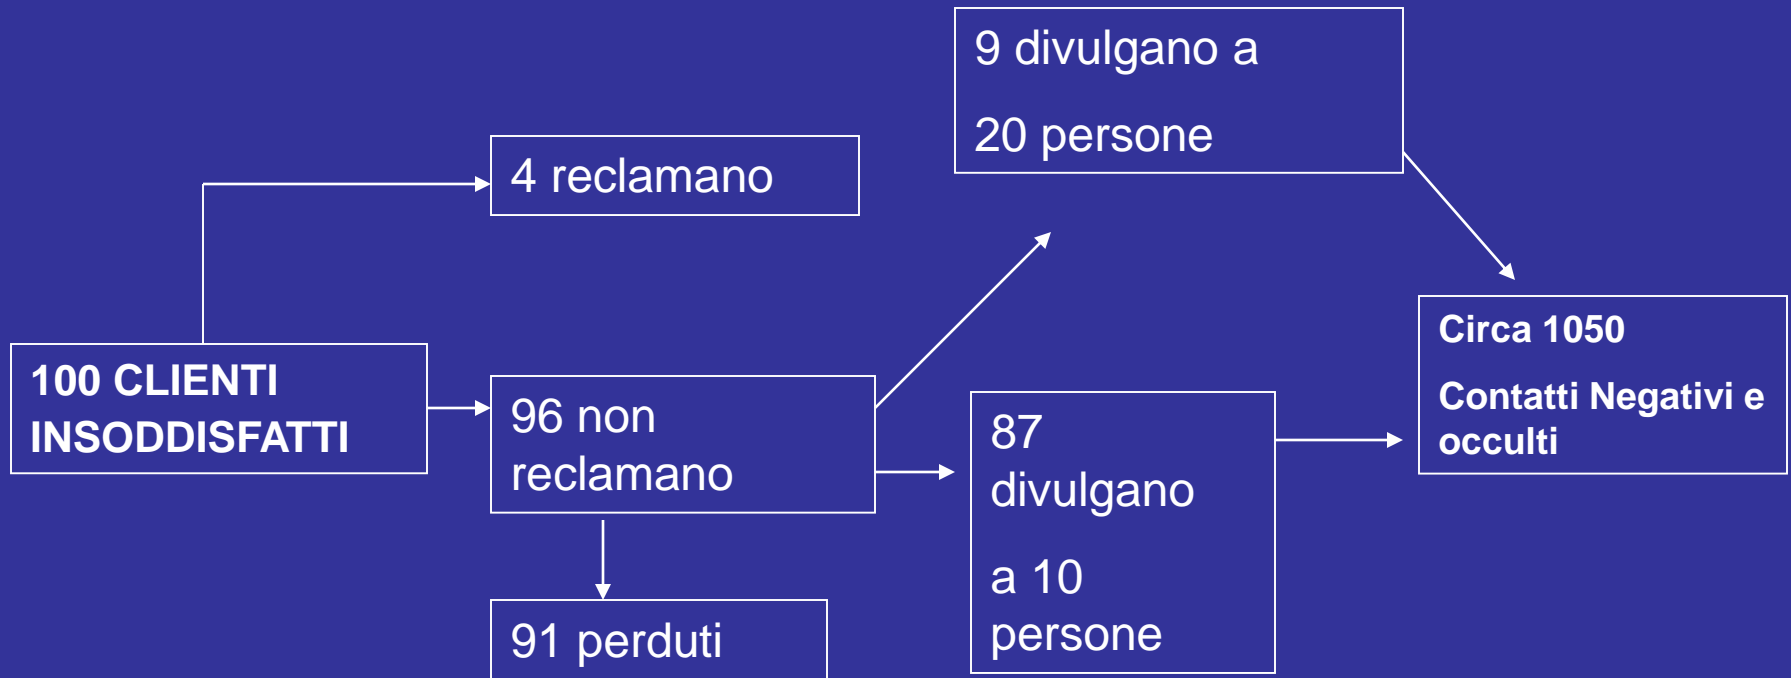 9 divulgano a
20 persone
4 reclamano
100 CLIENTI
INSODDISFATTI
96 non
reclamano
91 perduti
87
divulgano
a 10
persone
Circa 1050
Contatti Negativi e
occulti